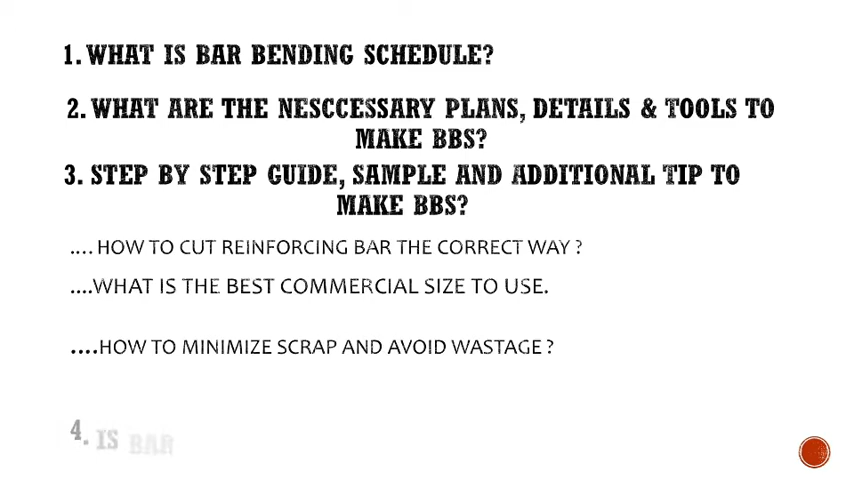 1. WHAT IS BAR BENDING SCHEDULE?
2. WHAT ARE THE NESCCESSARY PLANS, DETAILS & TOOLS TO
MAKE BBS?
3. STEP BY STEP GUIDE, SAMPLE AND ADDITIONAL TIP TO
MAKE BBS?
.... HOW TO CUT REINFORCING BAR THE CORRECT WAY ?
....WHAT IS THE BEST COMMERCIAL SIZE TO USE.
....HOW TO MINIMIZE SCRAP AND AVOID WASTAGE ?
4. IS BAR